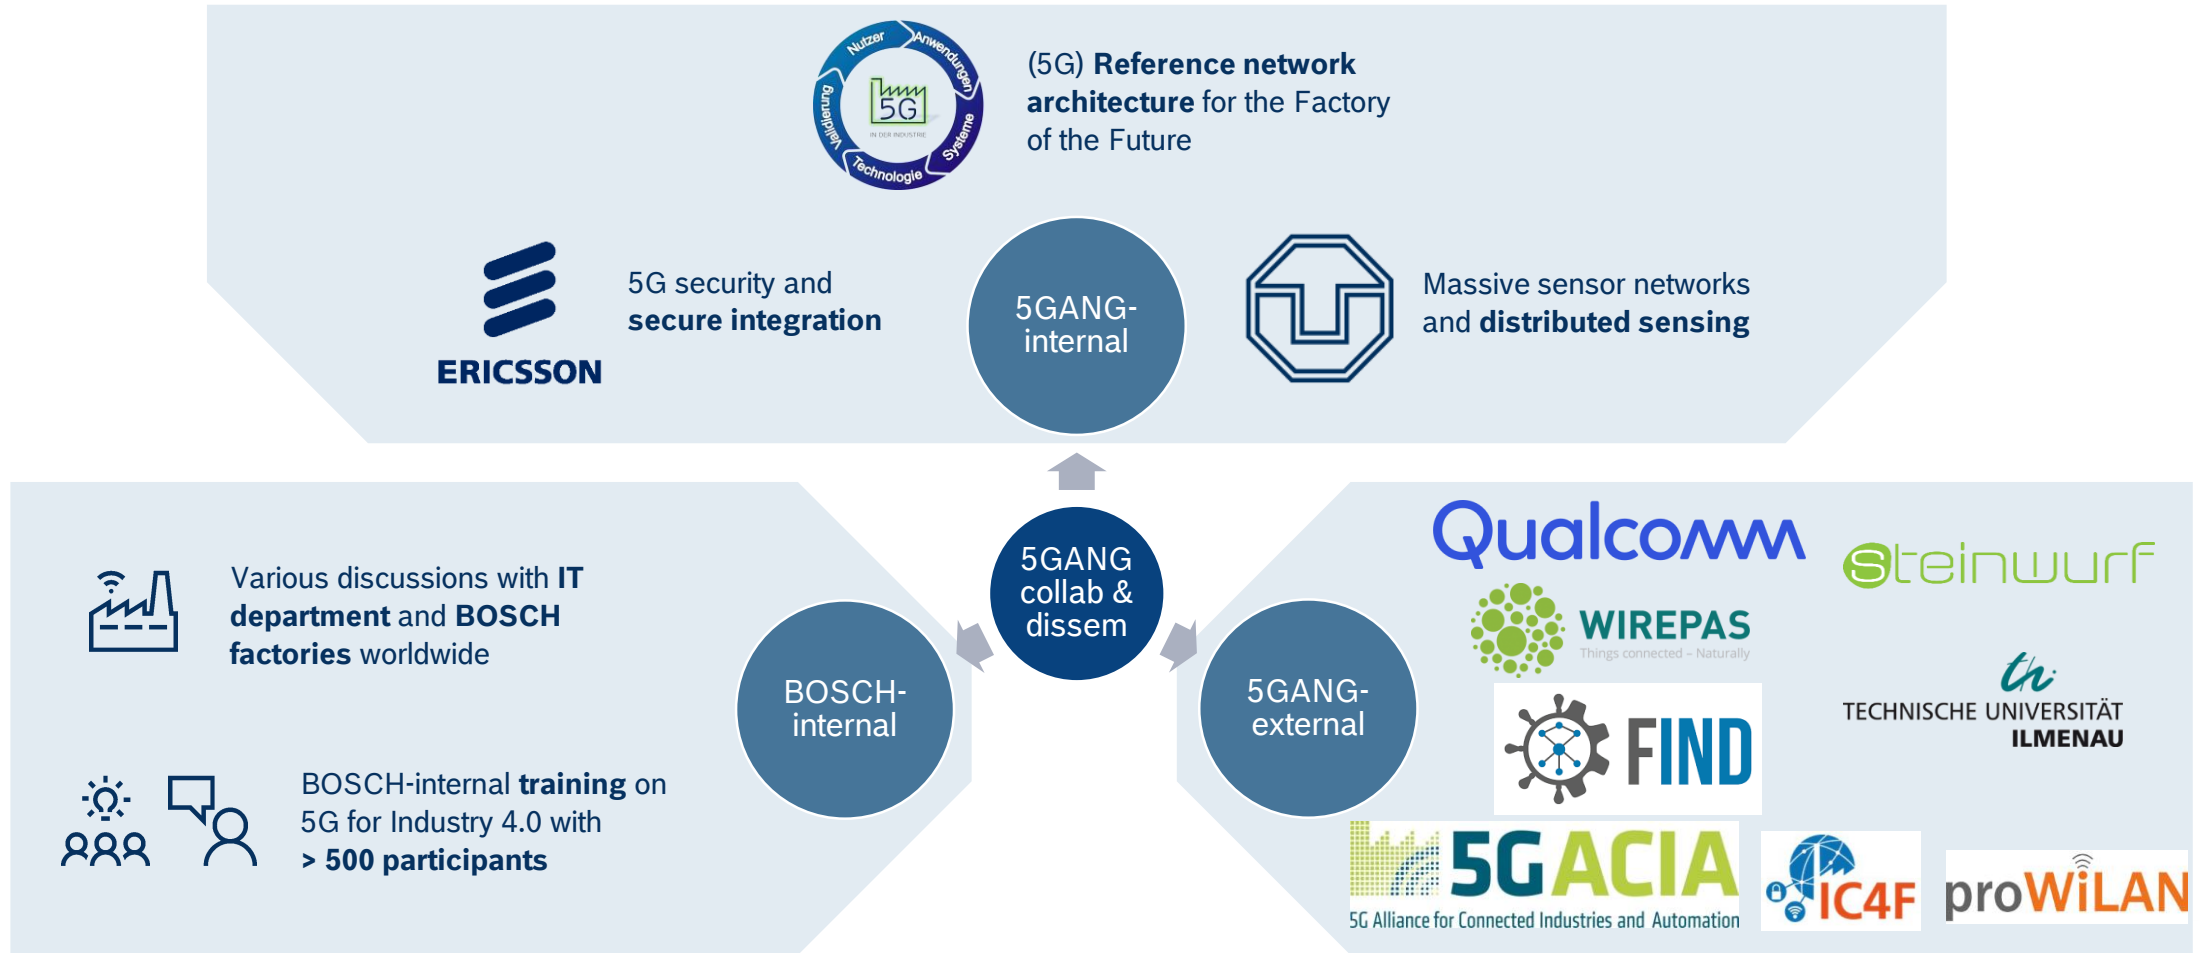 Nutzer
Anwendungen
Systeme
Technologie
Validierung
5G
IN DER INDUSTRIE
(5G) Reference network
architecture for the Factory
of the Future
ERICSSON
5G security and
secure integration
5GANG-
internal
Massive sensor networks
and distributed sensing
5GANG
collab &
dissem
Various discussions with IT
department and BOSCH
factories worldwide
BOSCH-internal training on
5G for Industry 4.0 with
> 500 participants
BOSCH-
internal
5GANG-
external
Qualcomm
steinwurf
WIREPAS
Things connected – Naturally
th
TECHNISCHE UNIVERSITÄT
ILMENAU
FIND
5GACIA
5G Alliance for Connected Industries and Automation
IC4F
proWiLAN